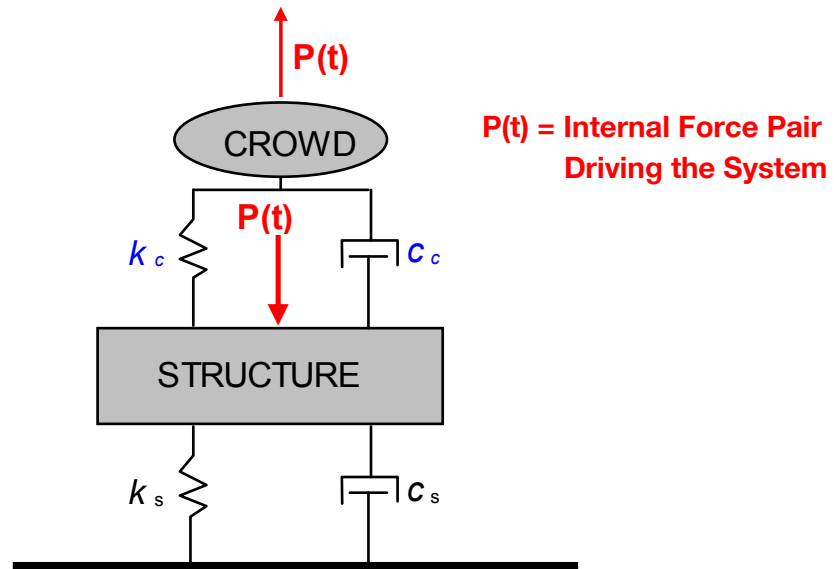 P(t)
CROWD
P(t) = Internal Force Pair
Driving the System
P(t)
k c
c c
STRUCTURE
k s
c s